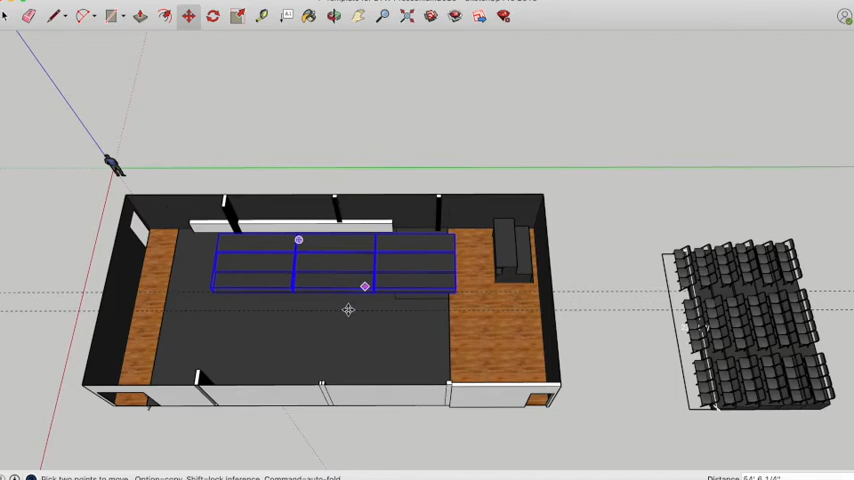 Pick two points to move. Option=copy, Shift=lock inference, Command=auto-fold
Distance 54' 6 1/4"